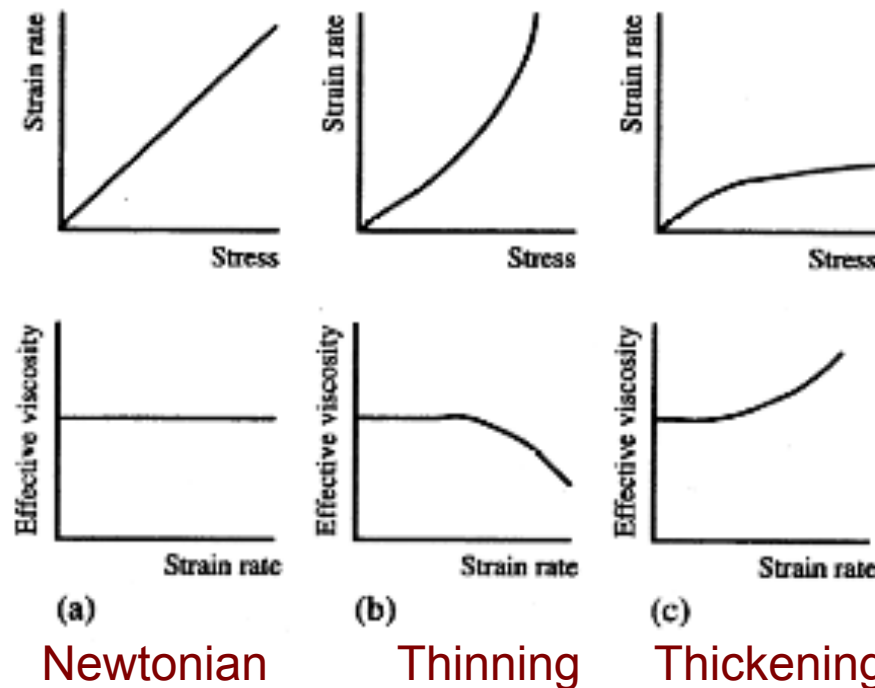 Strain rate
Strain rate
Strain rate
Stress
Stress
Stress
Effective viscosity
Effective viscosity
Effective viscosity
Strain rate
Strain rate
Strain rate
(a)
(b)
(c)
Newtonian
Thinning
Thickening